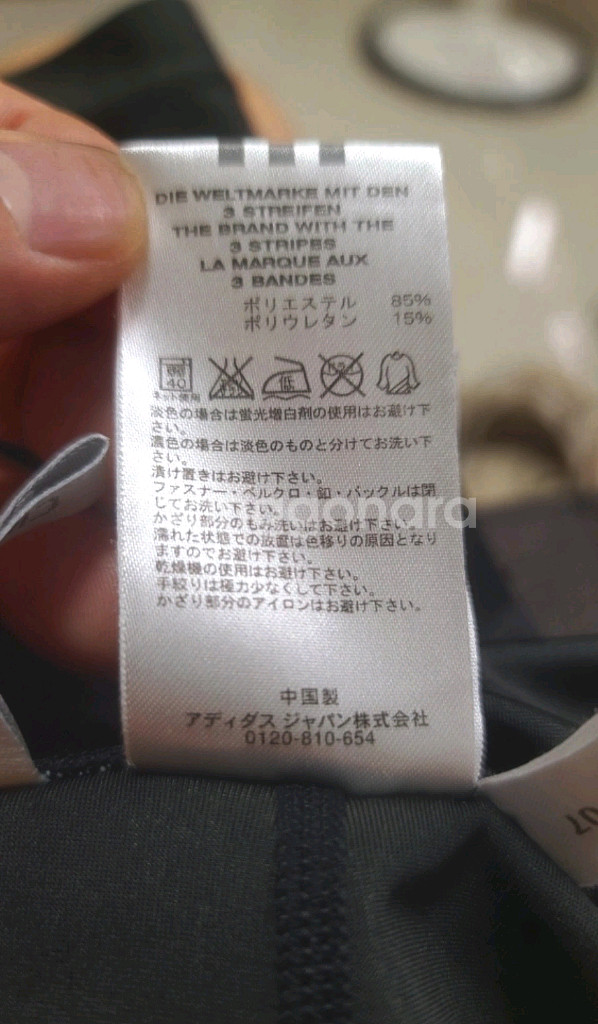 DIE WELTMARKE MIT DEN
3 STREIFEN
THE BRAND WITH THE
3 STRIPES
LA MARQUE AUX
3 BANDES
ポリエステル 85%
ポリウレタン 15%
40
低
ネット使用
淡色の場合は蛍光増白剤の使用はお避け下
さい。
濃色の場合は淡色のものと分けてお洗い下
さい。
漬け置きはお避け下さい。
ファスナー・ベルクロ・釦・バックルは閉
じてお洗い下さい。
かざり部分のもみ洗いはお避け下さい。
濡れた状態での放置は色移りの原因となり
ますのでお避け下さい。
乾燥機の使用はお避け下さい。
手絞りは極力少なくして下さい。
かざり部分のアイロンはお避け下さい。
中国製
アディダス ジャパン株式会社
0120-810-654
07